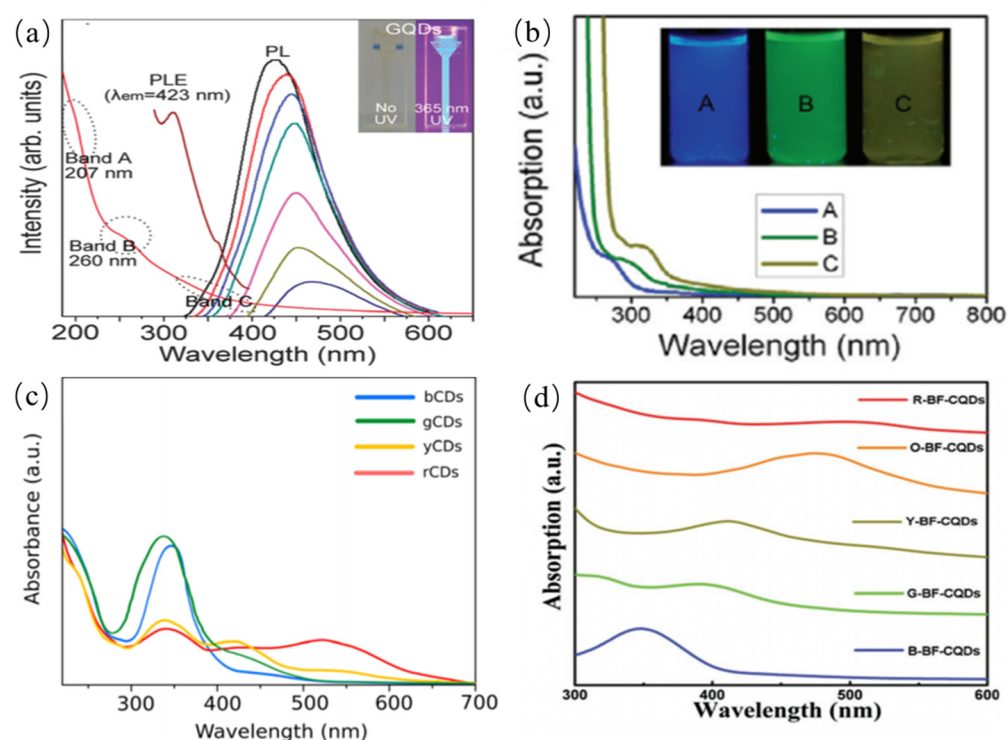 (a)
Intensity (arb. units)
PLE
(λem=423 nm)
PL
GQDs
No
UV
365 nm
UV
Band A
207 nm
Band B
260 nm
Band C
200 300 400 500 600
Wavelength (nm)
(b)
Absorption (a.u.)
A B C
A
B
C
300 400 500 600 700 800
Wavelength (nm)
(c)
Absorbance (a.u.)
bCDs
gCDs
yCDs
rCDs
300 400 500 600 700
Wavelength (nm)
(d)
Absorption (a.u.)
R-BF-CQDs
O-BF-CQDs
Y-BF-CQDs
G-BF-CQDs
B-BF-CQDs
300 400 500 600
Wavelength (nm)